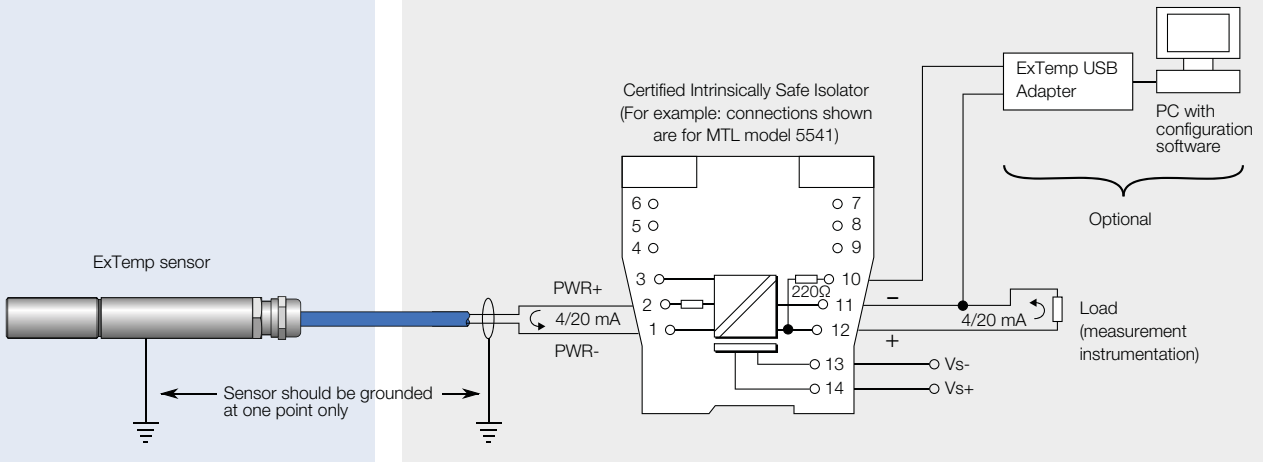 ExTemp USB
Adapter
PC with
configuration
software
Optional
Certified Intrinsically Safe Isolator
(For example: connections shown
are for MTL model 5541)
6
5
4
3
2
1
7
8
9
10
220Ω
11
12
13
14
ExTemp sensor
PWR+
4/20 mA
PWR-
Sensor should be grounded
at one point only
–
4/20 mA
+
Load
(measurement
instrumentation)
Vs-
Vs+